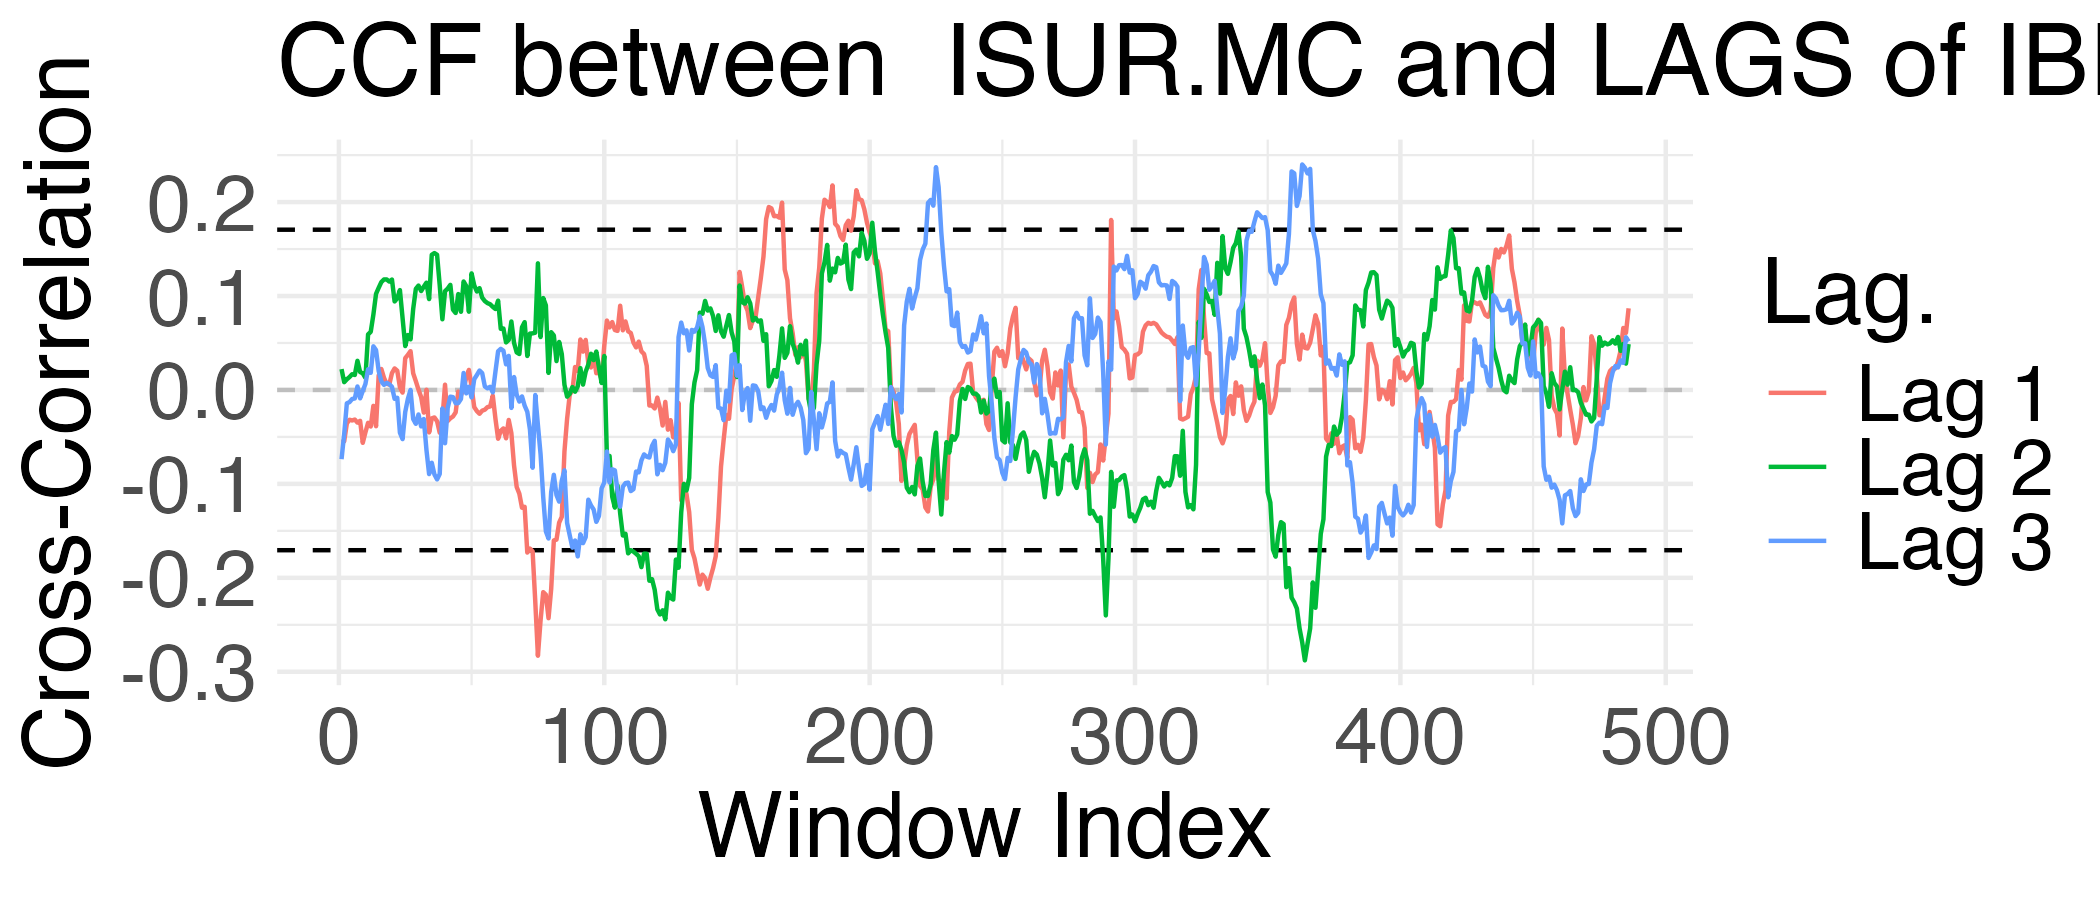 CCF between ISUR.MC and LAGS of
Cross-Correlation
0.2
0.1
0.0
-0.1
-0.2
-0.3
0
100
200
300
400
500
Window Index
Lag.
Lag 1
Lag 2
Lag 3